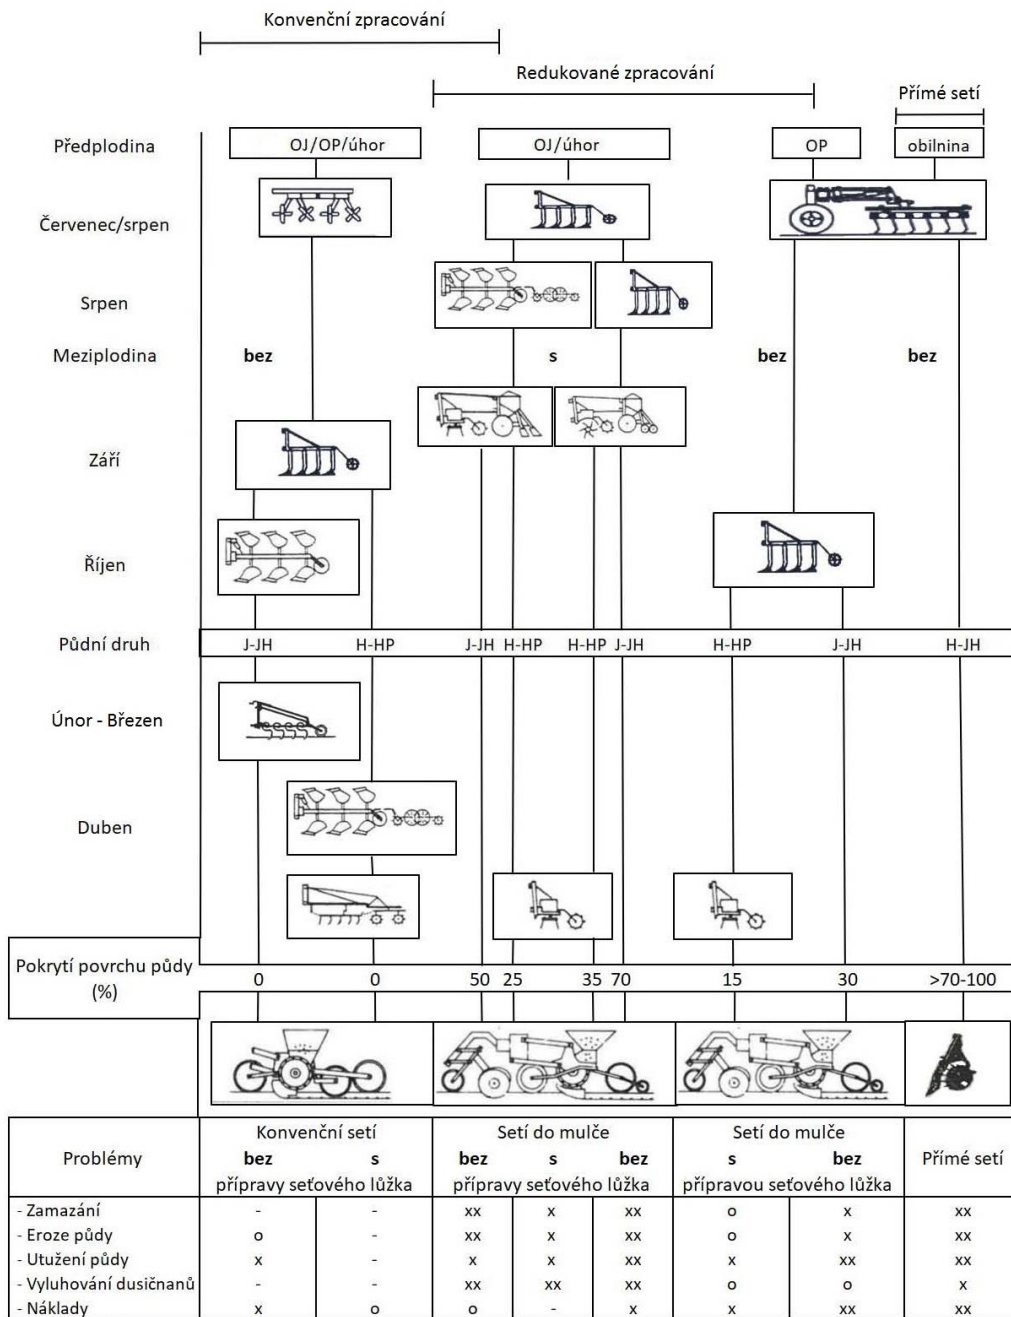 Konvenční zpracování
Redukované zpracování
Přímé setí
Předplodina OJ/OP/úhor OJ/úhor OP obilnina
Červenec/srpen
Srpen
Meziplodina bez s bez bez
Září
Říjen
Půdní druh J-JH H-HP J-JH H-HP H-HP J-JH H-HP J-JH H-JH
Únor - Březen
Duben
Pokrytí povrchu půdy
(%)
0 0 50 25 35 70 15 30 >70-100
Problémy
Konvenční setí Setí do mulče Setí do mulče Přímé setí
bez s bez s bez s bez
přípravy seťového lůžka přípravy seťového lůžka přípravou seťového lůžka
- Zamazání - - xx x xx o x xx
- Eroze půdy o - xx x xx o x xx
- Utužení půdy x - x x xx x xx xx
- Vyluhování dusičnanů - - xx xx xx o o x
- Náklady x o o - x x xx xx